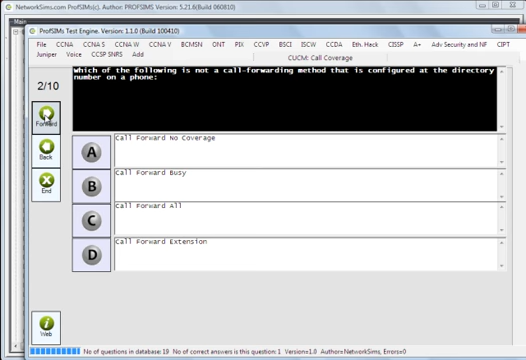 NetworkSims.com ProfSIMs(c). Author: PROFSIMS Version: 5.21.6(Build 060810)
Main
ProfSIMs Test Engine. Version: 1.1.0 (Build 100410)
File CCNA CCNA S CCNA W CCNA V BCMSN ONT PIX CCVP BSCI ISCW CCDA Eth. Hack CISSP A+ Adv Security and NF CIPT
Juniper Voice CCSP SNRS Add
CUCM: Call Coverage
2/10
Which of the following is not a call-forwarding method that is configured at the directory
number on a phone:
Forward
Back
End
A
Call Forward No Coverage
B
Call Forward Busy
C
Call Forward All
D
Call Forward Extension
Web
No of questions in database: 19 No of correct answers is this question: 1 Version=1.0 Author=NetworkSims, Errors=0